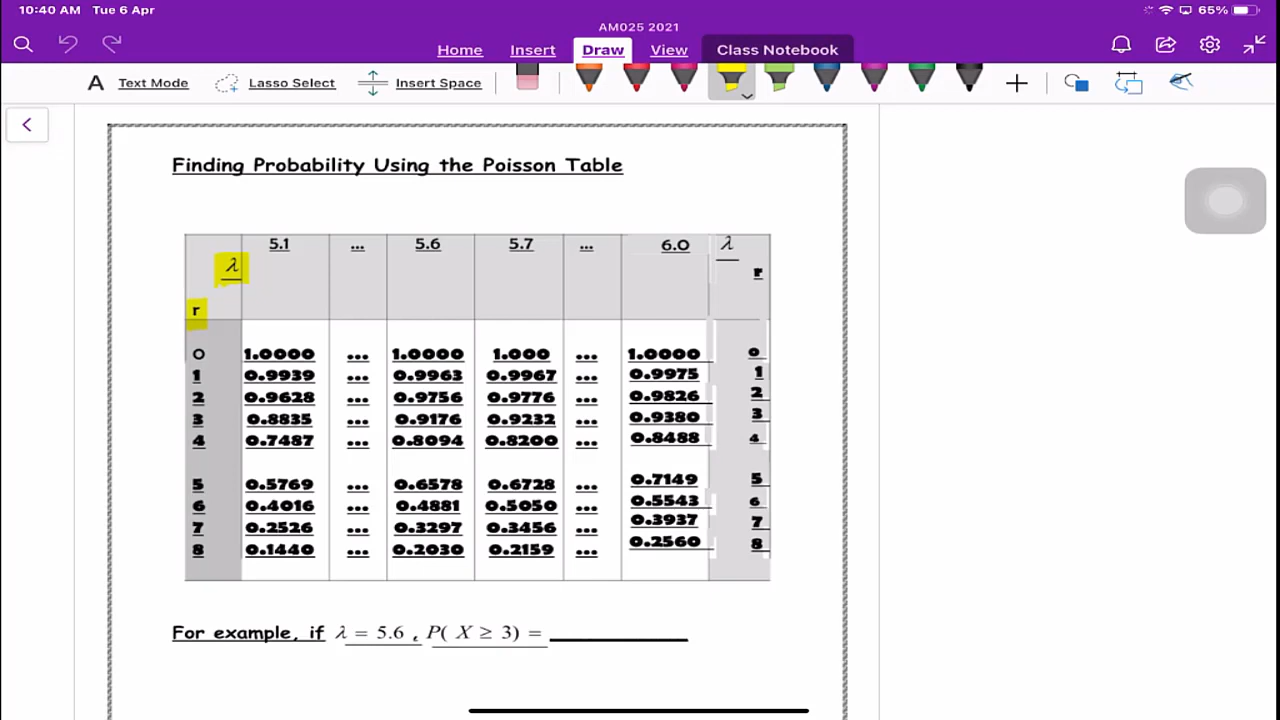 10:40 AM Tue 6 Apr 65%
AM025 2021
Home Insert Draw View Class Notebook
A Text Mode Lasso Select Insert Space
Finding Probability Using the Poisson Table
λ 5.1 ... 5.6 5.7 ... 6.0 λ
r r
0 1.0000 ... 1.0000 1.000 ... 1.0000 0
1 0.9939 ... 0.9963 0.9967 ... 0.9975 1
2 0.9628 ... 0.9756 0.9776 ... 0.9826 2
3 0.8835 ... 0.9176 0.9232 ... 0.9380 3
4 0.7487 ... 0.8094 0.8200 ... 0.8488 4
5 0.5769 ... 0.6578 0.6728 ... 0.7149 5
6 0.4016 ... 0.4881 0.5050 ... 0.5543 6
7 0.2526 ... 0.3297 0.3456 ... 0.3937 7
8 0.1440 ... 0.2030 0.2159 ... 0.2560 8
For example, if λ = 5.6 , P( X ≥ 3) = ____________